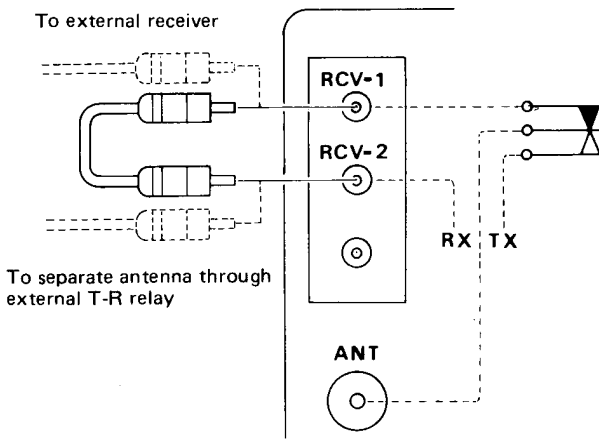 To external receiver
RCV-1
RCV-2
RX TX
To separate antenna through
external T-R relay
ANT